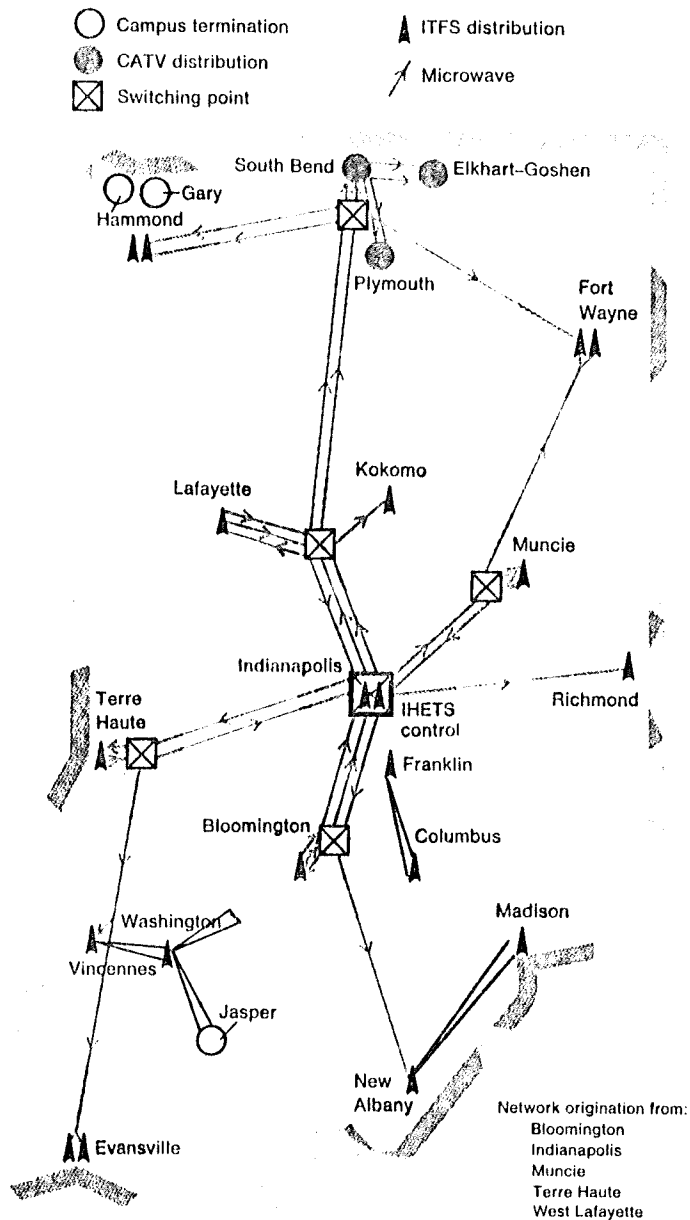 Campus termination
CATV distribution
Switching point
ITFS distribution
Microwave
South Bend
Elkhart-Goshen
Gary
Hammond
Plymouth
Fort
Wayne
Lafayette
Kokomo
Muncie
Indianapolis
IHETS
control
Richmond
Terre
Haute
Franklin
Bloomington
Columbus
Washington
Vincennes
Madison
Jasper
New
Albany
Evansville
Network origination from:
Bloomington
Indianapolis
Muncie
Terre Haute
West Lafayette